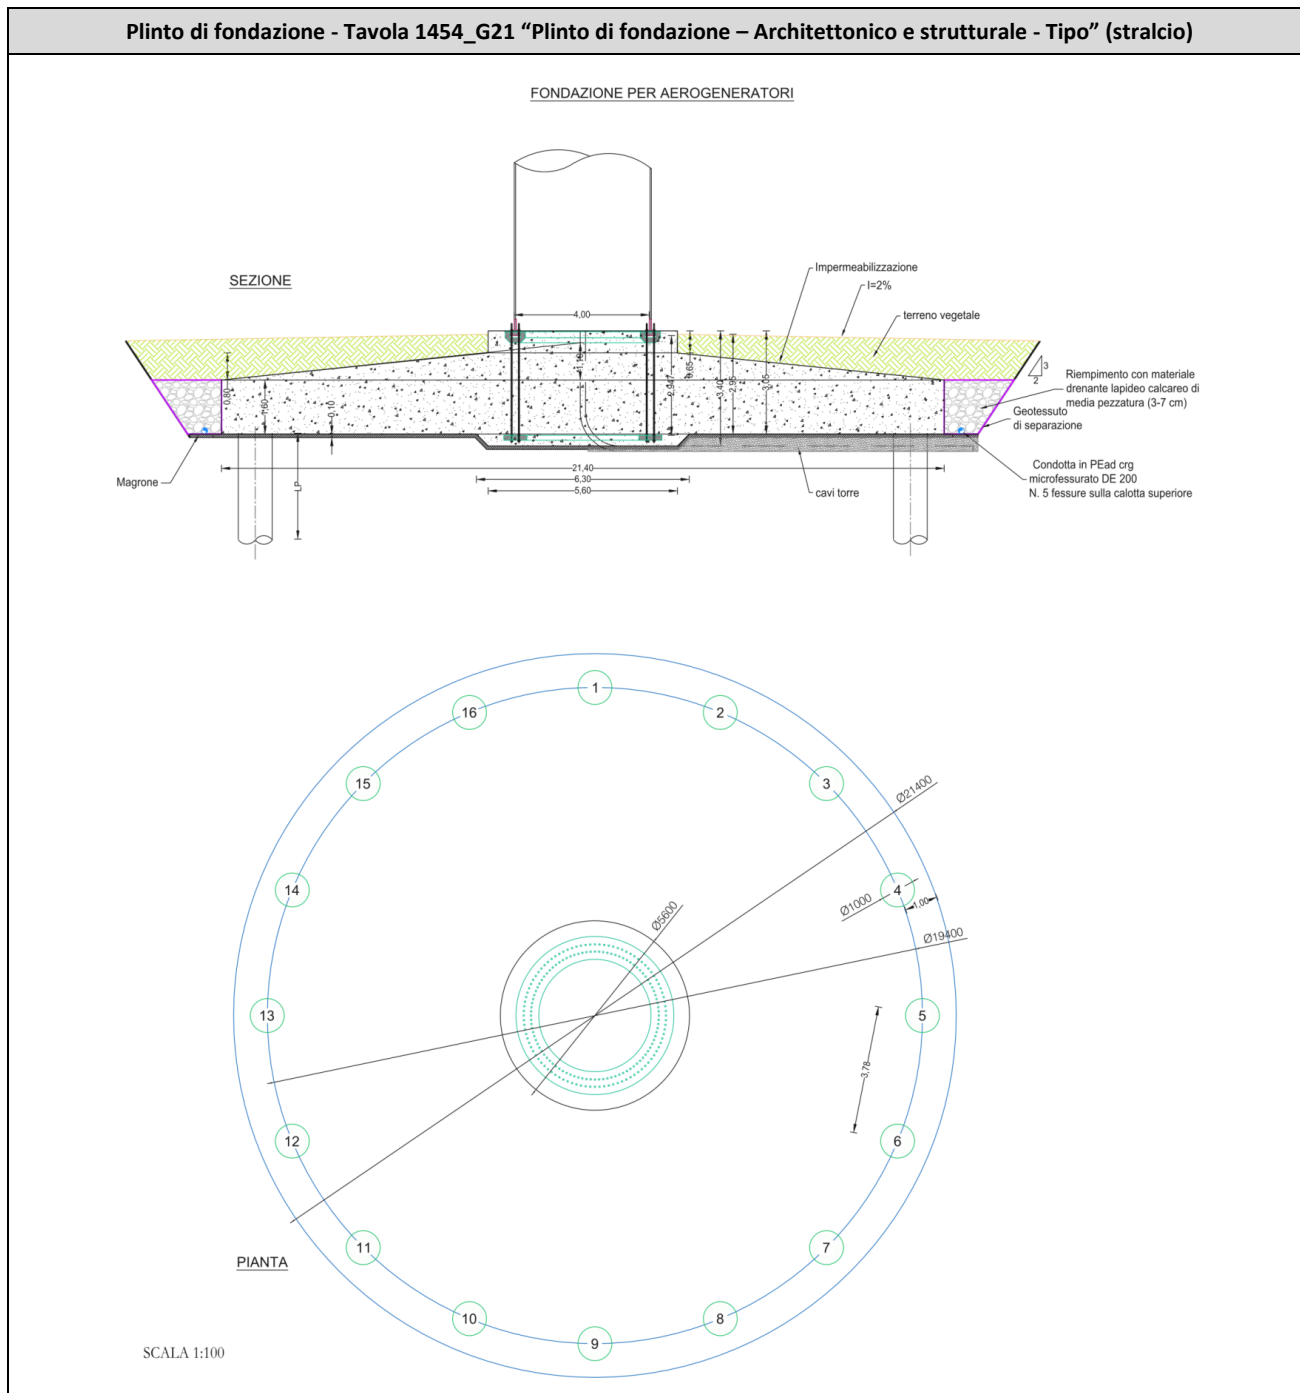 Plinto di fondazione - Tavola 1454_G21 “Plinto di fondazione – Architettonico e strutturale - Tipo” (stralcio)
FONDAZIONE PER AEROGENERATORI
SEZIONE
Impermeabilizzazione
I=2%
terreno vegetale
4,00
Riempimento con materiale
drenante lapideo calcareo di
media pezzatura (3-7 cm)
3
2
Geotessuto
di separazione
0,80
1,60
0,10
1,10
2,947
0,65
3,40
2,95
3,05
Condotta in PEad crg
microfessurato DE 200
N. 5 fessure sulla calotta superiore
Magrone
LP
21,40
6,30
5,60
cavi torre
1
2
3
4
5
6
7
8
9
10
11
12
13
14
15
16
Ø21400
Ø1000
1,00
Ø19400
Ø5600
3,78
PIANTA
SCALA 1:100